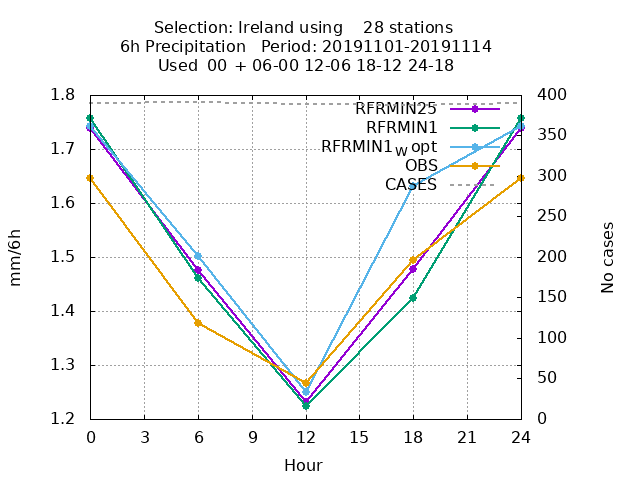 Selection: Ireland using    28 stations
6h Precipitation   Period: 20191101-20191114
Used  00 + 06-00 12-06 18-12 24-18
1.8
1.7
1.6
1.5
1.4
1.3
1.2
mm/6h
400
350
300
250
200
150
100
50
0
No cases
RFRMIN25
RFRMIN1
RFRMIN1wopt
OBS
CASES
0 3 6 9 12 15 18 21 24
Hour